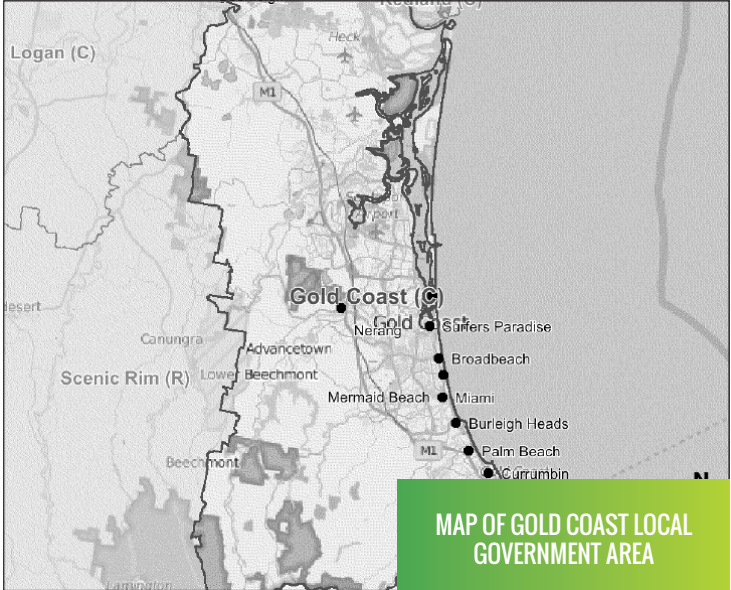 Redland (C)
Heck
Logan (C)
M1
Gold Coast (C)
Gold Coast
Nerang
Surfers Paradise
Canungra
Advancetown
Broadbeach
Scenic Rim (R)
Lower Beechmont
Mermaid Beach
Miami
Burleigh Heads
M1
Palm Beach
Beechmont
Currumbin
N
MAP OF GOLD COAST LOCAL
GOVERNMENT AREA
Lamington